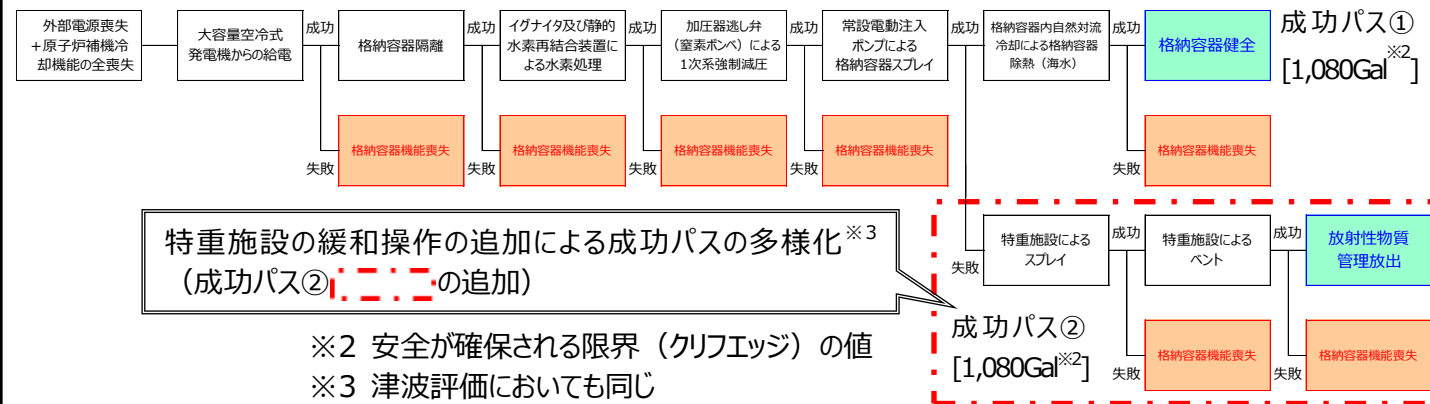 外部電源喪失
＋原子炉補機冷
却機能の全喪失
大容量空冷式
発電機からの給電
成功
失敗
格納容器隔離
格納容器機能喪失
成功
失敗
イグナイタ及び静的
水素再結合装置に
よる水素処理
格納容器機能喪失
成功
失敗
加圧器逃し弁
（窒素ボンベ）による
1次系強制減圧
格納容器機能喪失
成功
失敗
常設電動注入
ポンプによる
格納容器スプレイ
格納容器機能喪失
成功
失敗
格納容器内自然対流
冷却による格納容器
除熱（海水）
成功
失敗
格納容器健全
格納容器機能喪失
成功パス①
[1,080Gal※2]
特重施設の緩和操作の追加による成功パスの多様化※3
（成功パス②の追加）
特重施設による
スプレイ
成功
失敗
特重施設による
ベント
格納容器機能喪失
成功
失敗
放射性物質
管理放出
格納容器機能喪失
成功パス②
[1,080Gal※2]
※2 安全が確保される限界（クリフエッジ）の値
※3 津波評価においても同じ